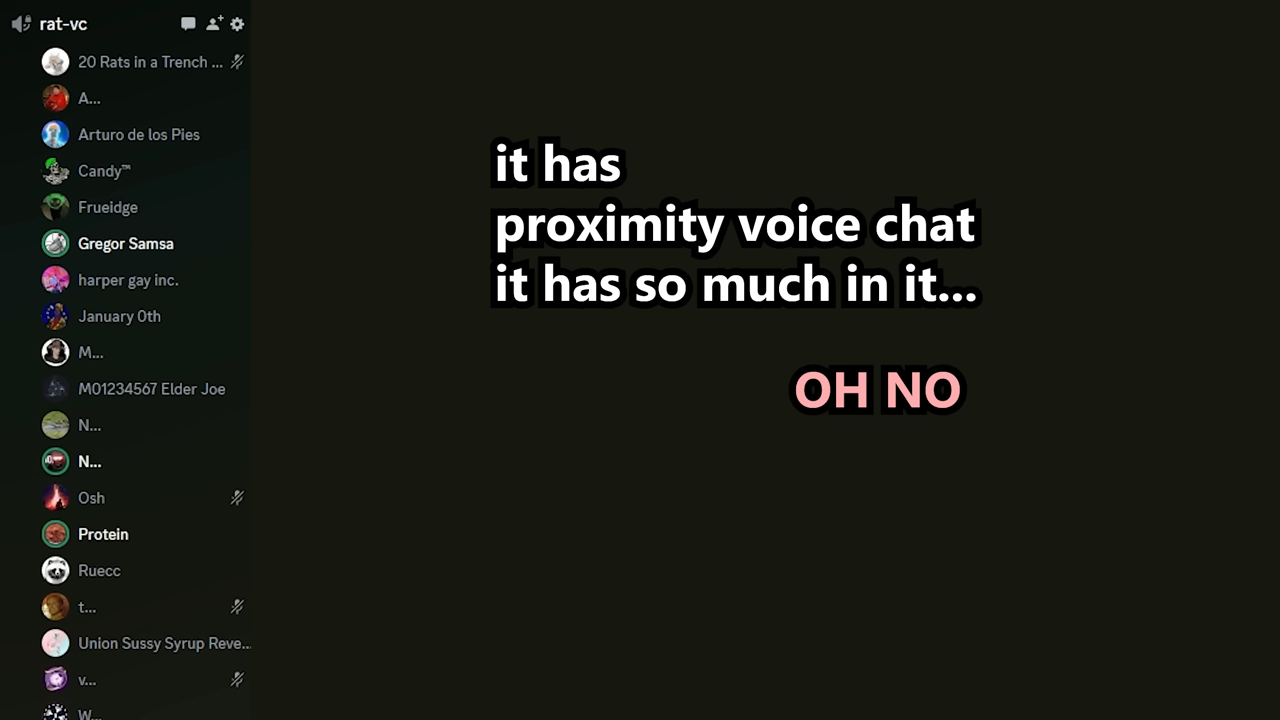 rat-vc
20 Rats in a Trench ...
A...
Arturo de los Pies
Candy™
Frueidge
Gregor Samsa
harper gay inc.
January 0th
M...
M01234567 Elder Joe
N...
N...
Osh
Protein
Ruecc
t...
Union Sussy Syrup Reve...
v...
W...
it has
proximity voice chat
it has so much in it...
OH NO